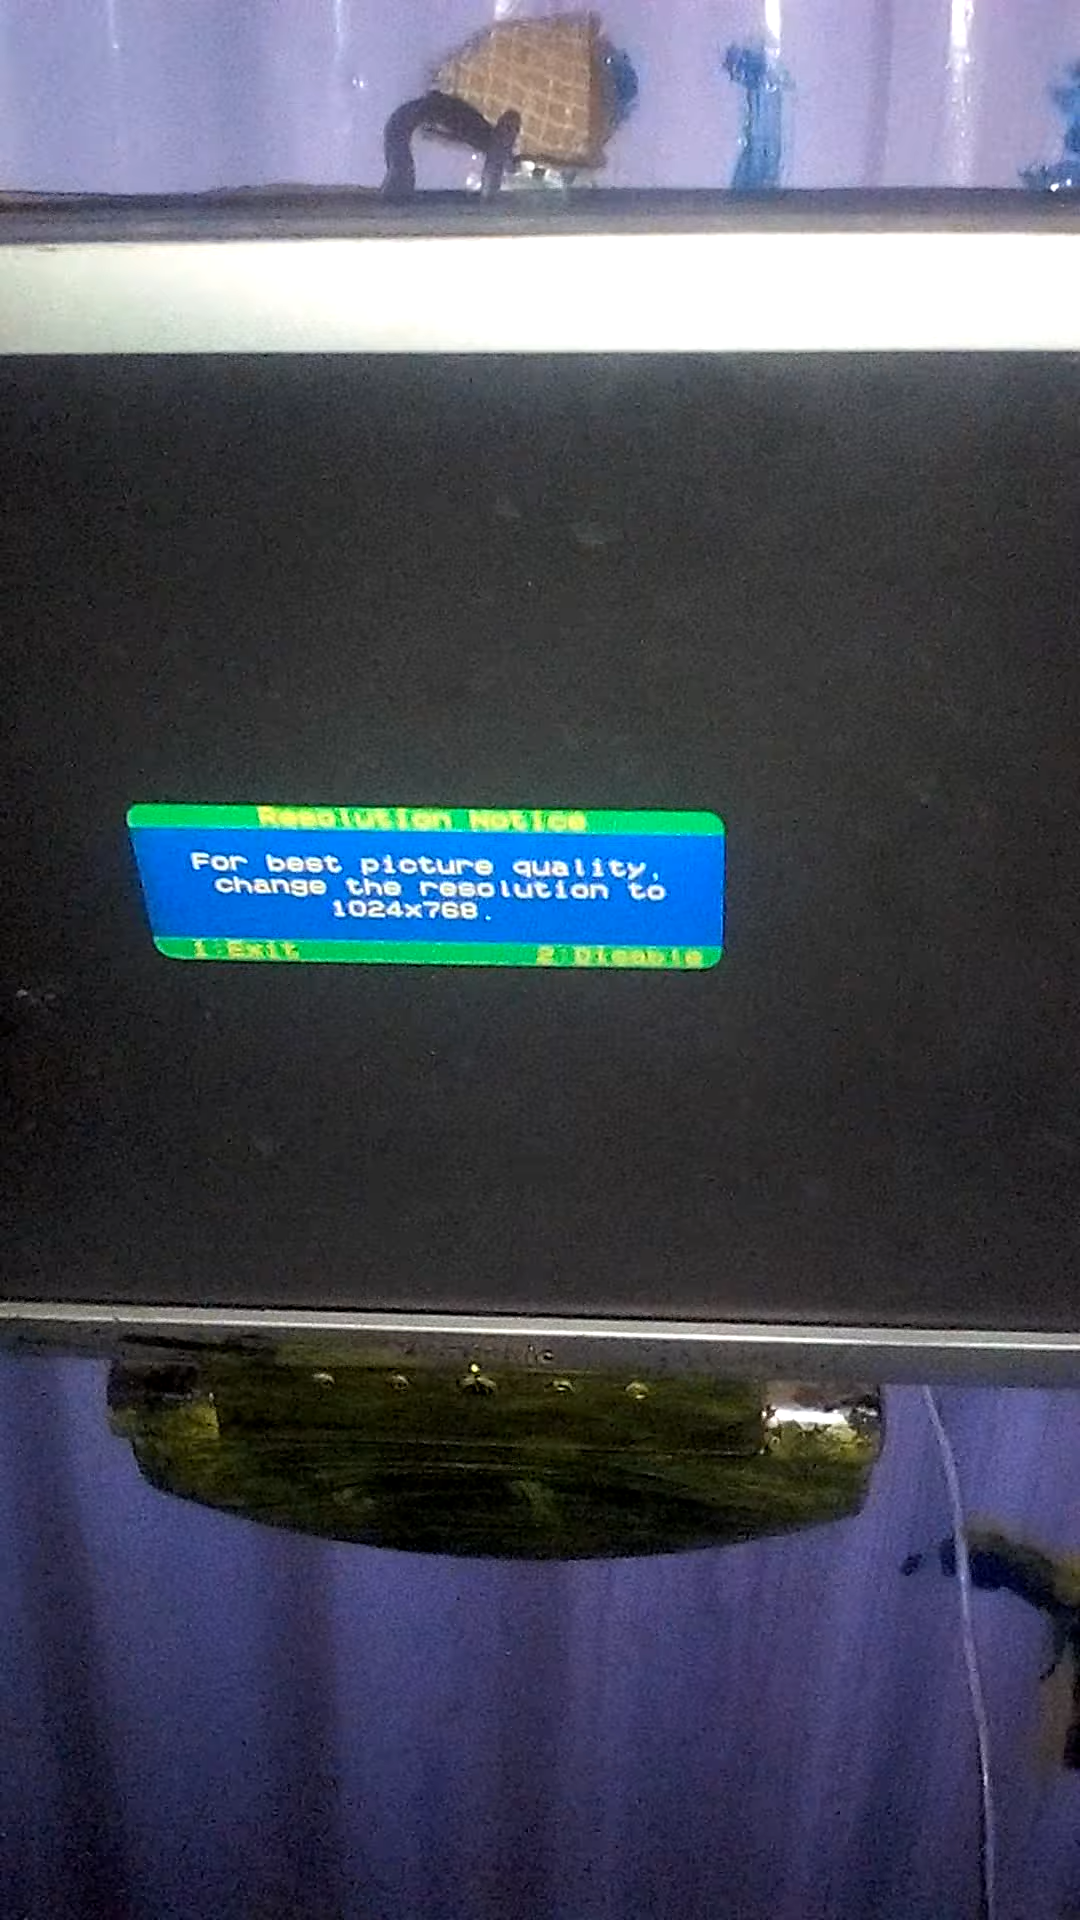 Resolution Notice
For best picture quality,
change the resolution to
1024x768.
1:Exit
2:Disable